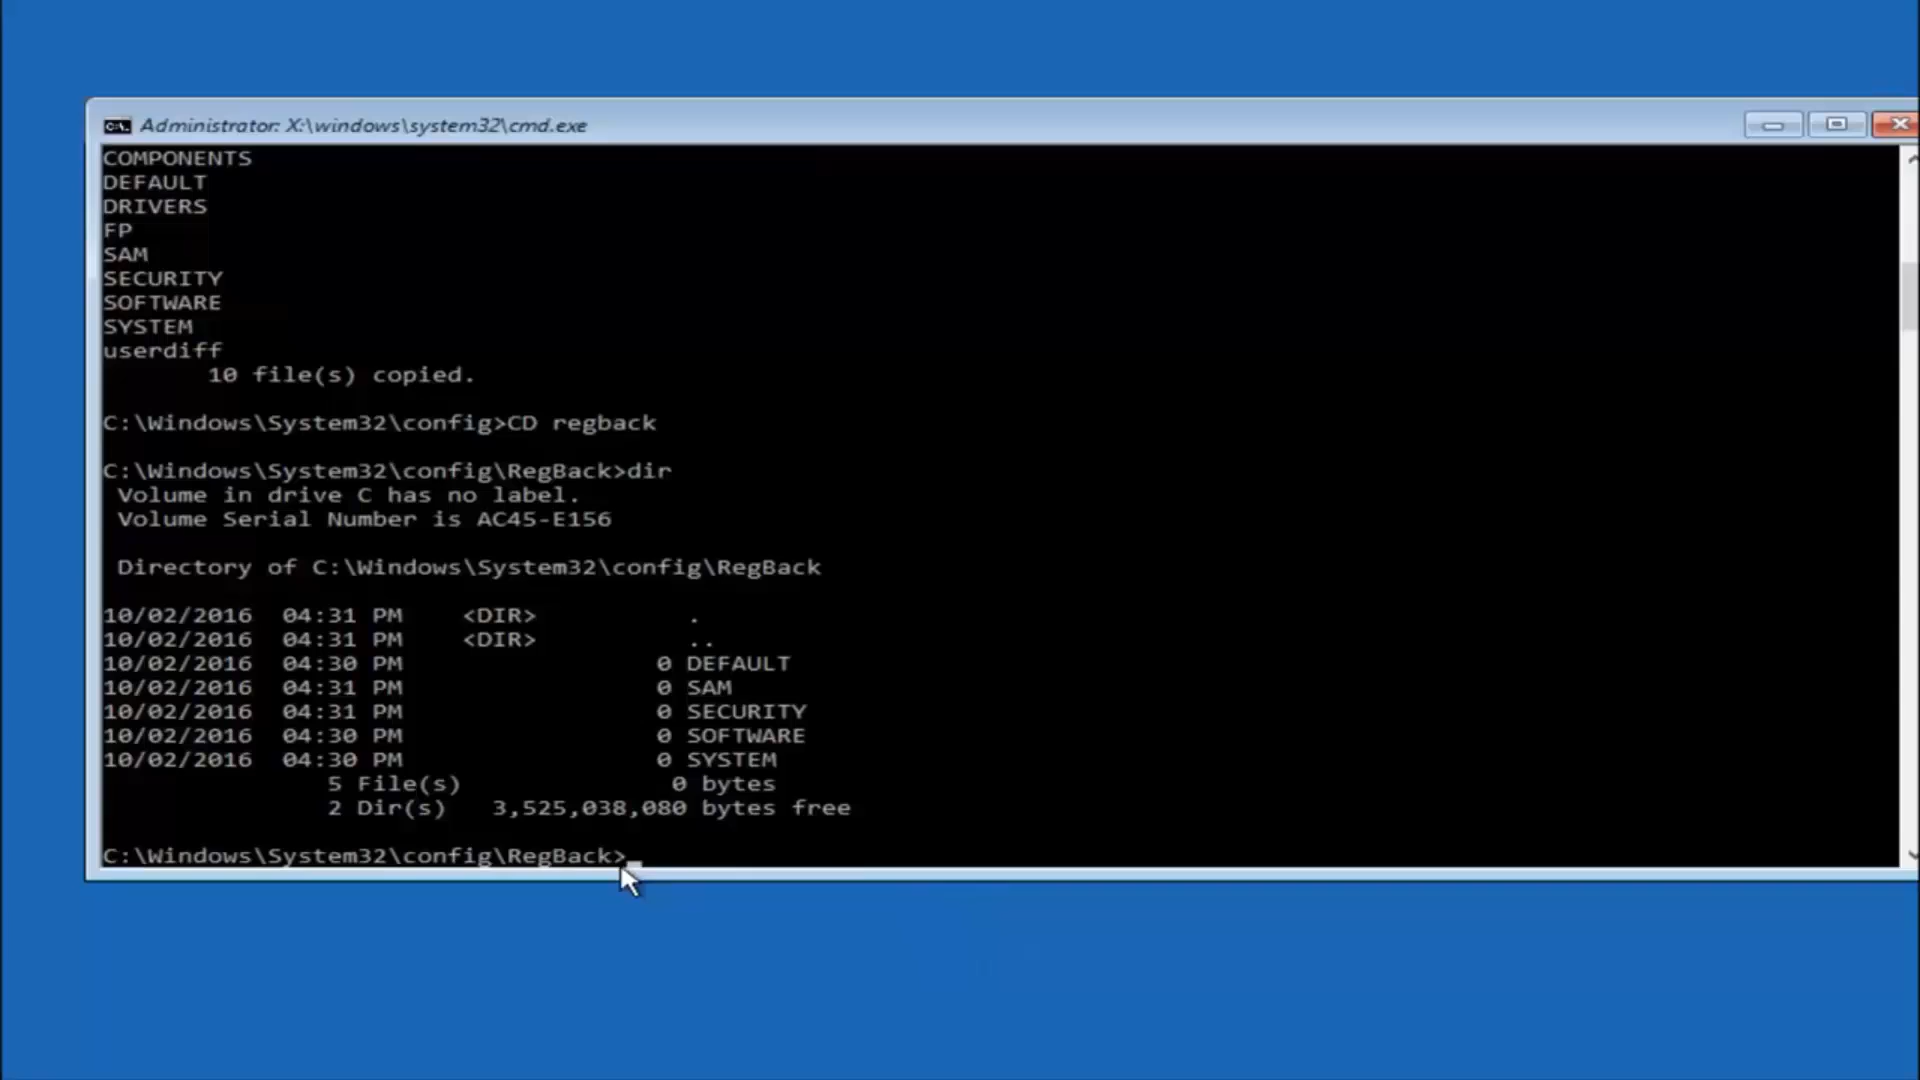 Administrator: X:\windows\system32\cmd.exe
COMPONENTS
DEFAULT
DRIVERS
FP
SAM
SECURITY
SOFTWARE
SYSTEM
userdiff
10 file(s) copied.
C:\Windows\System32\config>CD regback
C:\Windows\System32\config\RegBack>dir
Volume in drive C has no label.
Volume Serial Number is AC45-E156
Directory of C:\Windows\System32\config\RegBack
10/02/2016 04:31 PM <DIR> .
10/02/2016 04:31 PM <DIR> ..
10/02/2016 04:30 PM 0 DEFAULT
10/02/2016 04:31 PM 0 SAM
10/02/2016 04:31 PM 0 SECURITY
10/02/2016 04:30 PM 0 SOFTWARE
10/02/2016 04:30 PM 0 SYSTEM
5 File(s) 0 bytes
2 Dir(s) 3,525,038,080 bytes free
C:\Windows\System32\config\RegBack>